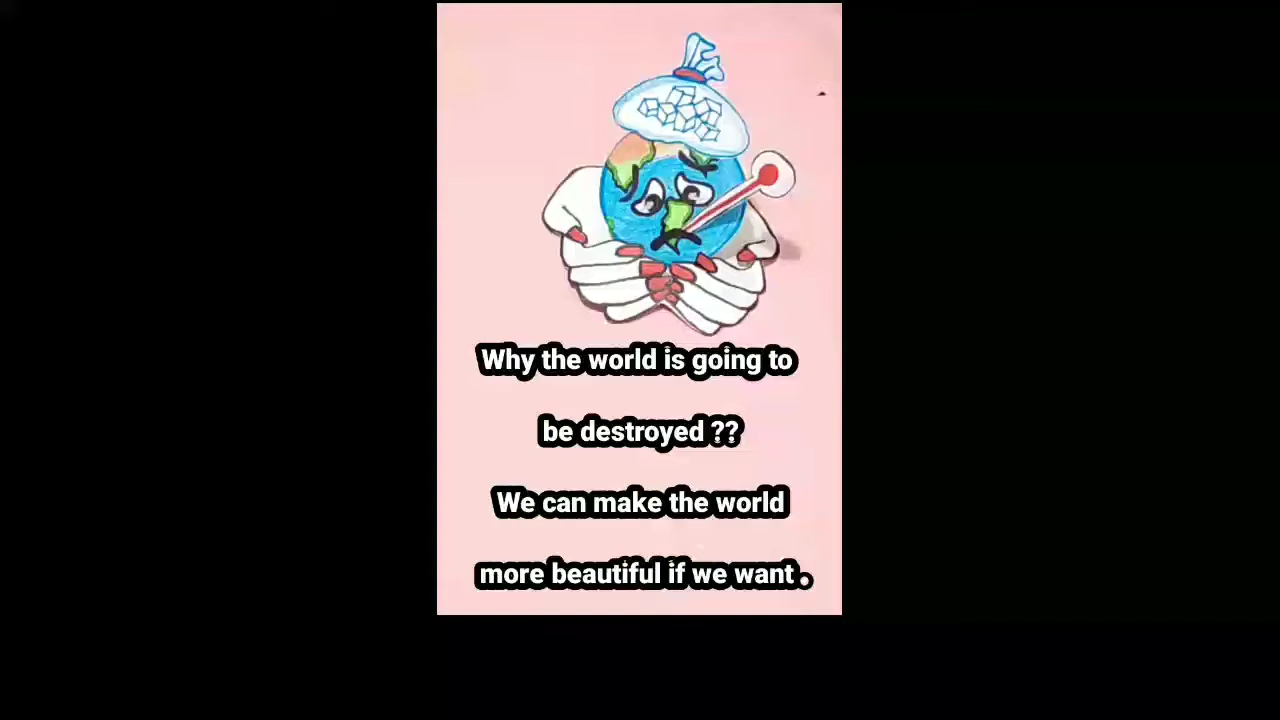 Why the world is going to
be destroyed ??
We can make the world
more beautiful if we want .